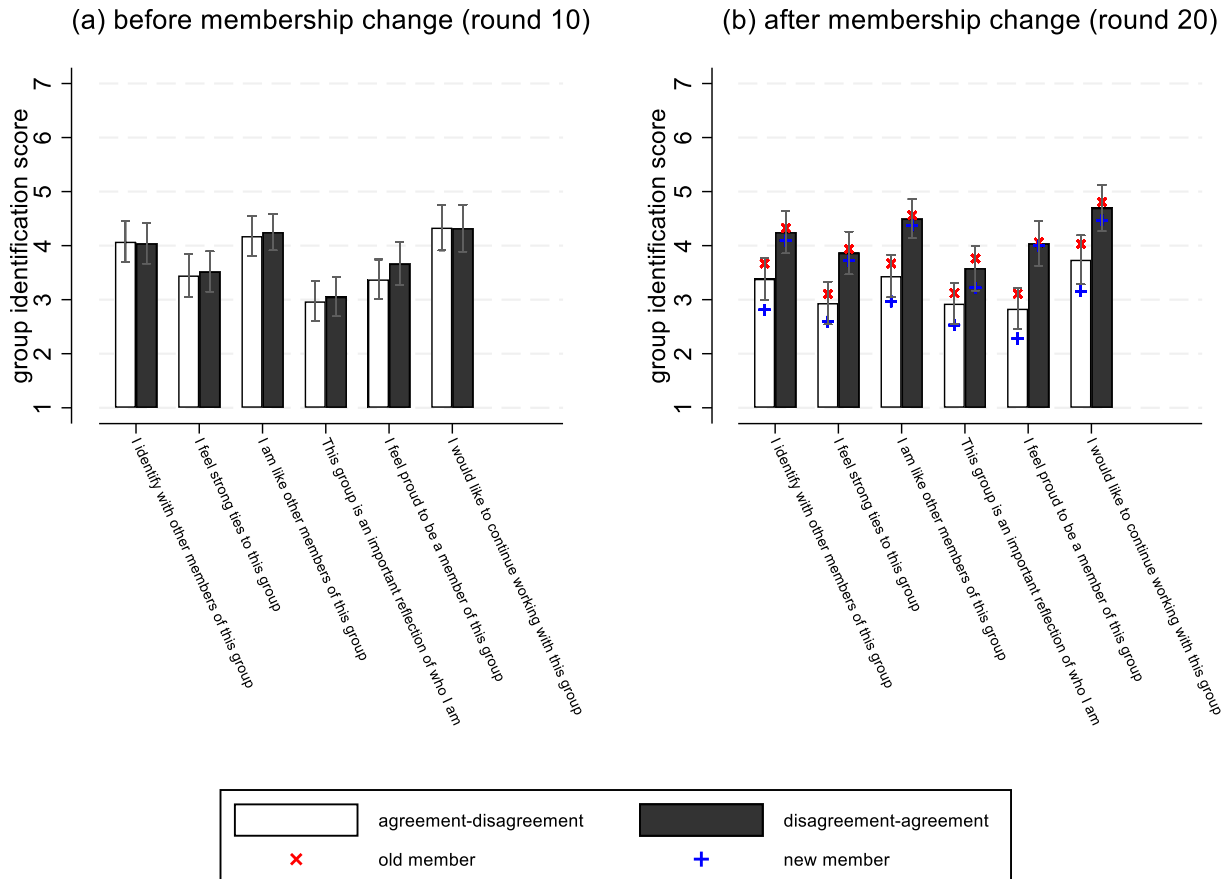 (a) before membership change (round 10)
group identification score
7
6
5
4
3
2
1
I identify with other members of this group
I feel strong ties to this group
I am like other members of this group
This group is an important reflection of who I am
I feel proud to be a member of this group
I would like to continue working with this group
(b) after membership change (round 20)
group identification score
7
6
5
4
3
2
1
I identify with other members of this group
I feel strong ties to this group
I am like other members of this group
This group is an important reflection of who I am
I feel proud to be a member of this group
I would like to continue working with this group
agreement-disagreement
disagreement-agreement
old member
new member